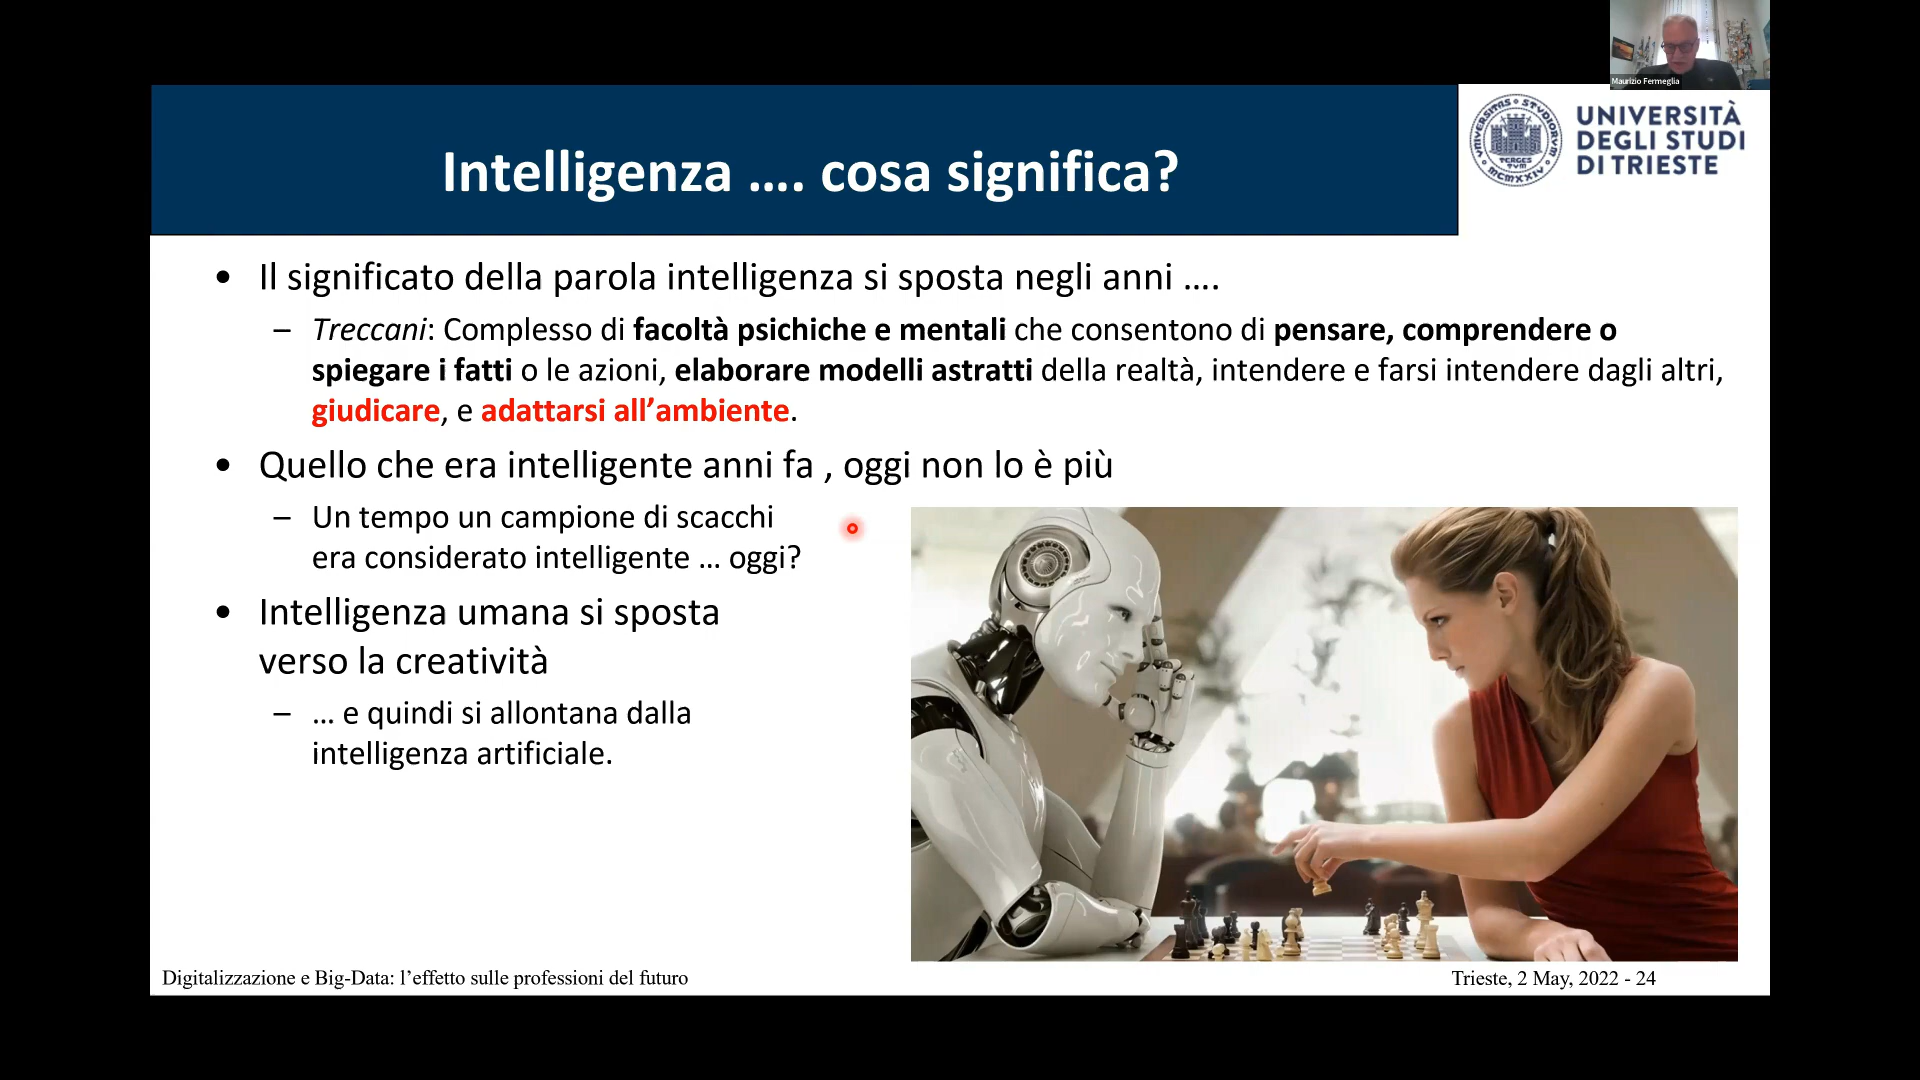 Maurizio Fermeglia
Intelligenza .... cosa significa?
UNIVERSITAS STUDIORUM
TERGESTVM
MCMXXIV
UNIVERSITÀ
DEGLI STUDI
DI TRIESTE
• Il significato della parola intelligenza si sposta negli anni ....
– Treccani: Complesso di facoltà psichiche e mentali che consentono di pensare, comprendere o
spiegare i fatti o le azioni, elaborare modelli astratti della realtà, intendere e farsi intendere dagli altri,
giudicare, e adattarsi all’ambiente.
• Quello che era intelligente anni fa , oggi non lo è più
– Un tempo un campione di scacchi
era considerato intelligente ... oggi?
• Intelligenza umana si sposta
verso la creatività
– ... e quindi si allontana dalla
intelligenza artificiale.
Digitalizzazione e Big-Data: l’effetto sulle professioni del futuro
Trieste, 2 May, 2022 - 24